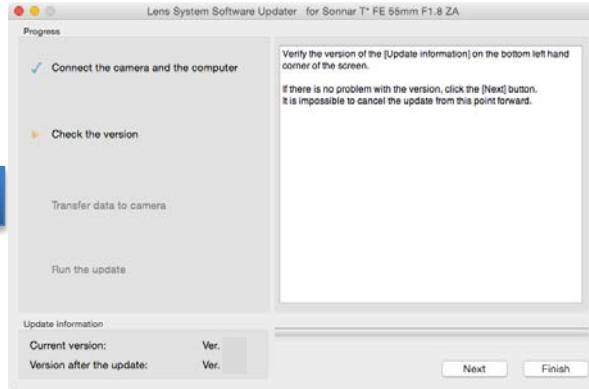 Lens System Software Updater for Sonnar T* FE 55mm F1.8 ZA
Progress
Connect the camera and the computer
Check the version
Transfer data to camera
Run the update
Verify the version of the [Update information] on the bottom left hand
corner of the screen.
If there is no problem with the version, click the [Next] button.
It is impossible to cancel the update from this point forward.
Update information
Current version: Ver.
Version after the update: Ver.
Next Finish